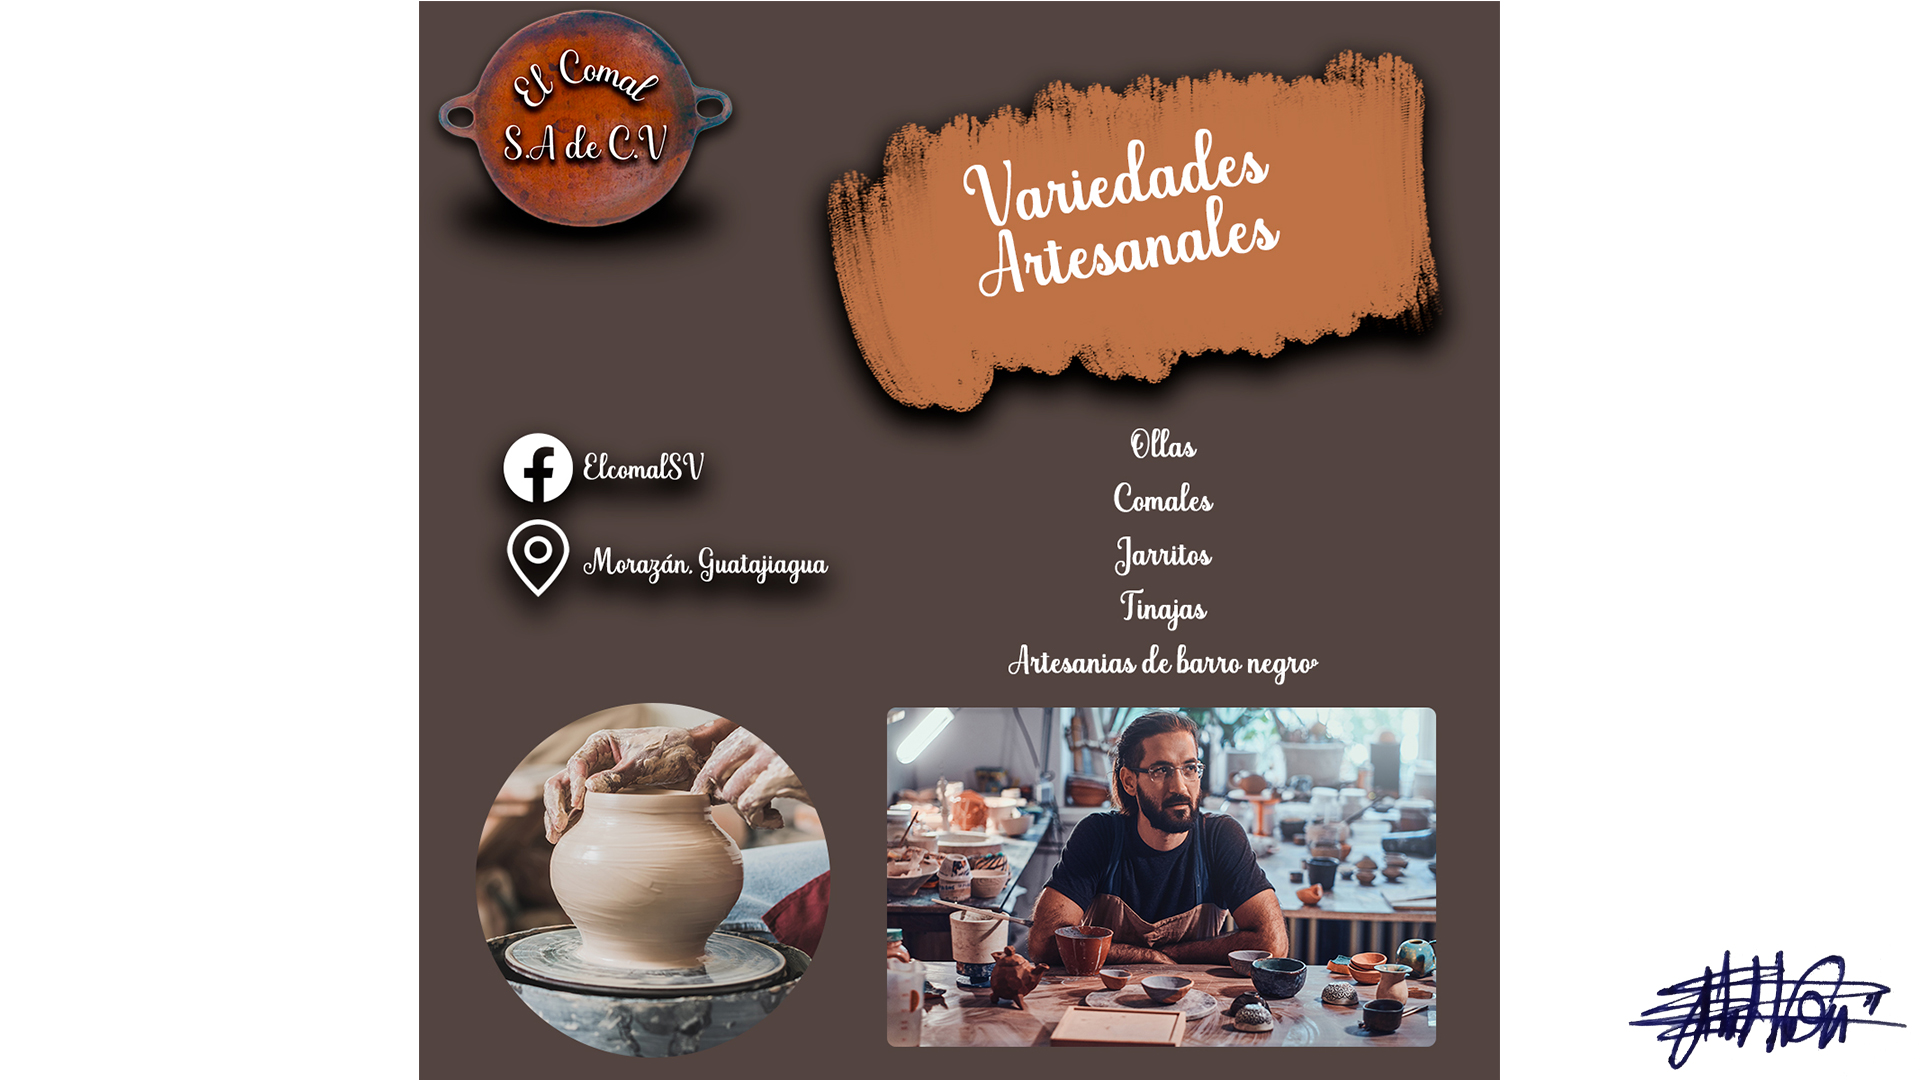 El Comal
S.A de C.V
Variedades
Artesanales
ElcomalSV
Morazán, Guatajiagua
Ollas
Comales
Jarritos
Tinajas
Artesanias de barro negro